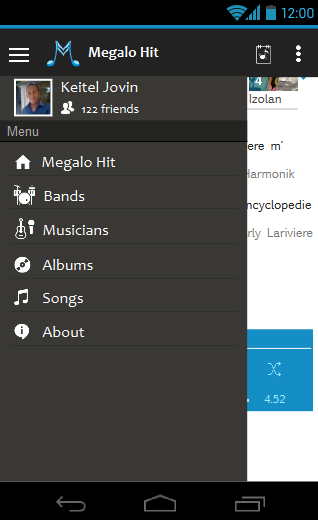 12:00
Megalo Hit
Keitel Jovin
122 friends
Menu
Megalo Hit
Bands
Musicians
Albums
Songs
About
4
Izolan
ere m'
Harmonik
ncyclopedie
rly Lariviere
4.52